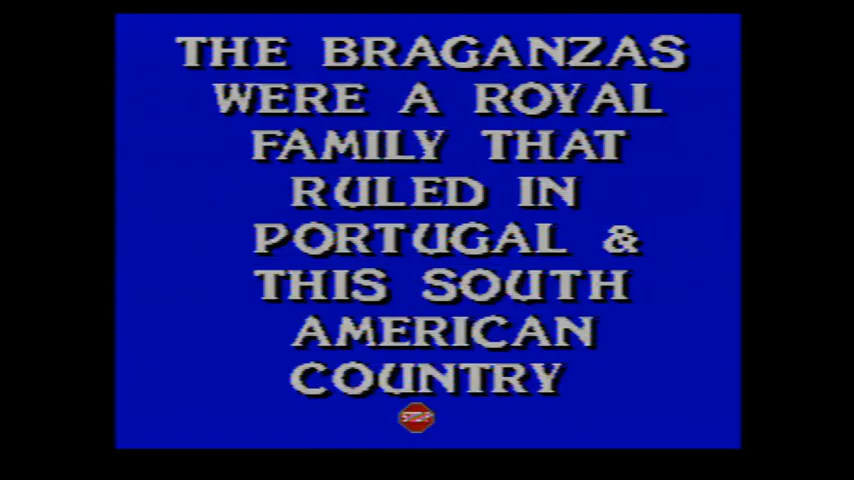 THE BRAGANZAS
WERE A ROYAL
FAMILY THAT
RULED IN
PORTUGAL &
THIS SOUTH
AMERICAN
COUNTRY
STOP